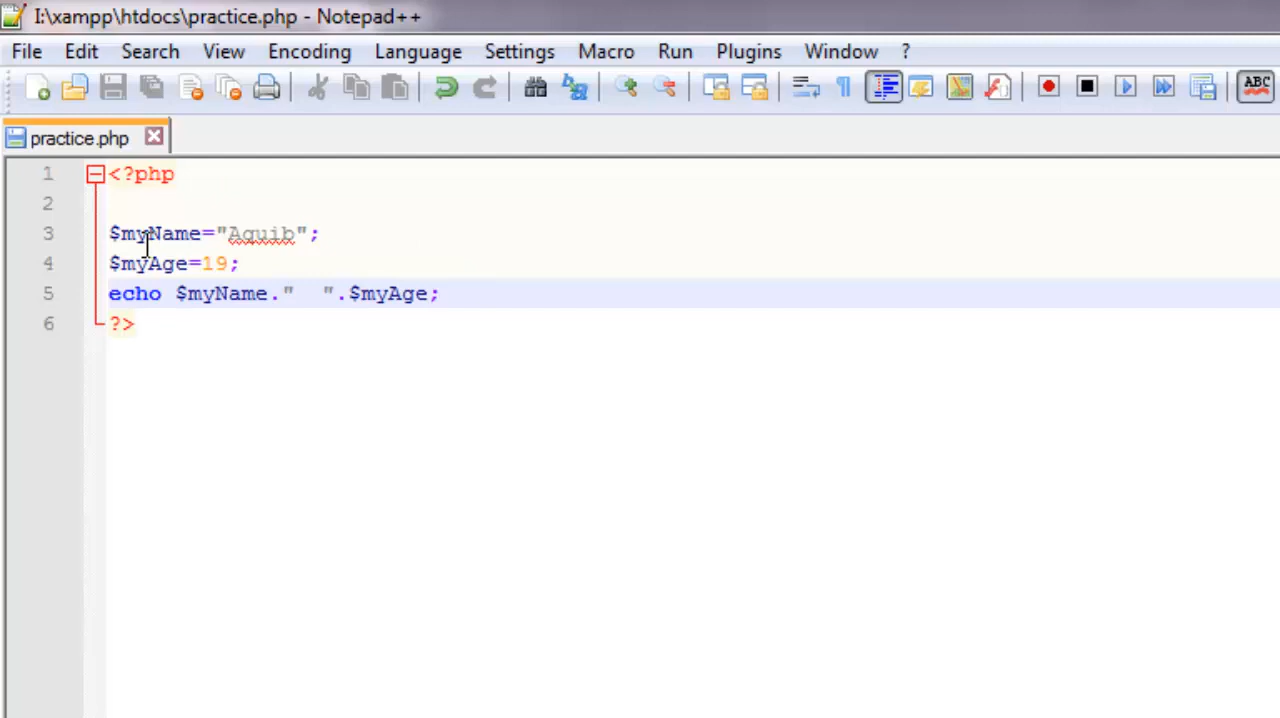 I:\xampp\htdocs\practice.php - Notepad++
File Edit Search View Encoding Language Settings Macro Run Plugins Window ?
ABC
practice.php
1 <?php
2
3 $myName="Aquib";
4 $myAge=19;
5 echo $myName."  ".$myAge;
6 ?>